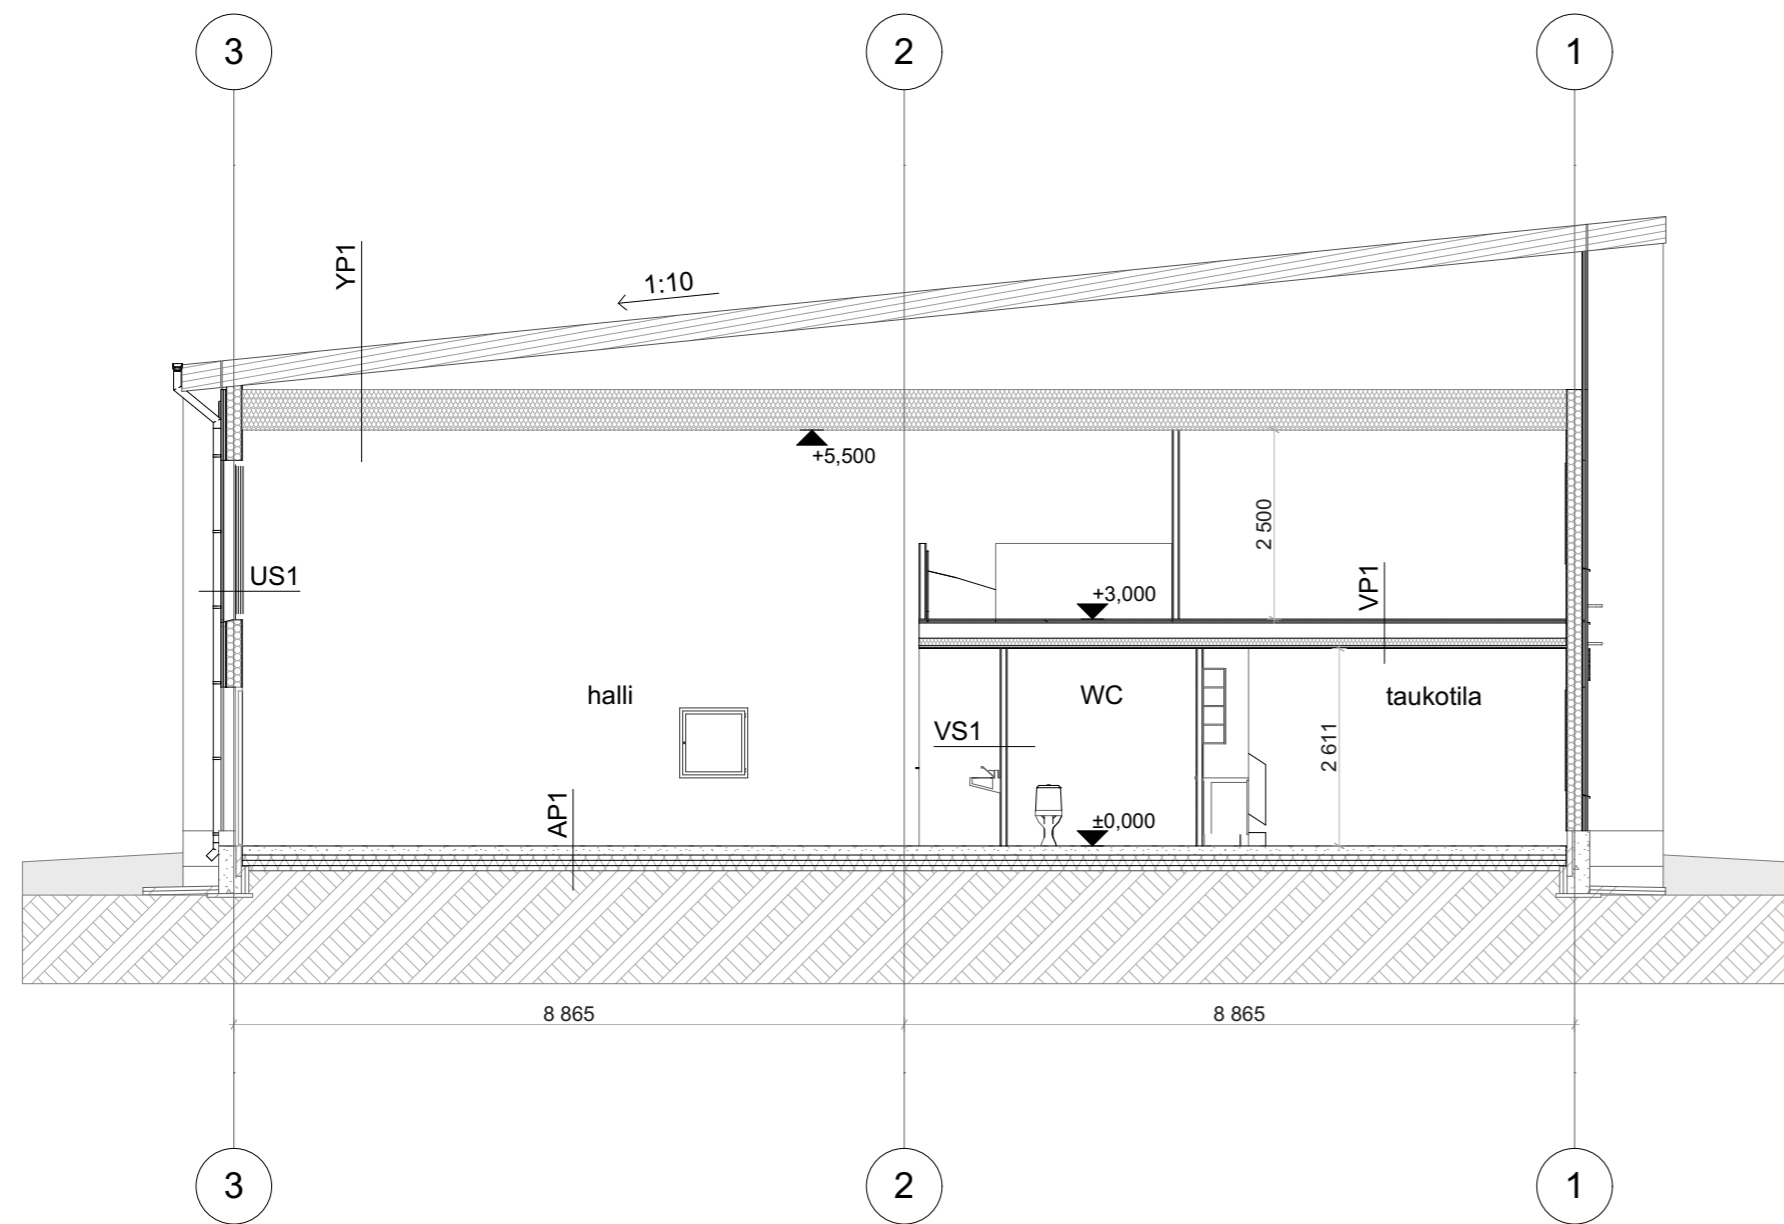 3
2
1
YP1
1:10
+5,500
2 500
US1
+3,000
VP1
halli
WC
taukotila
VS1
2 611
AP1
±0,000
8 865
8 865
3
2
1